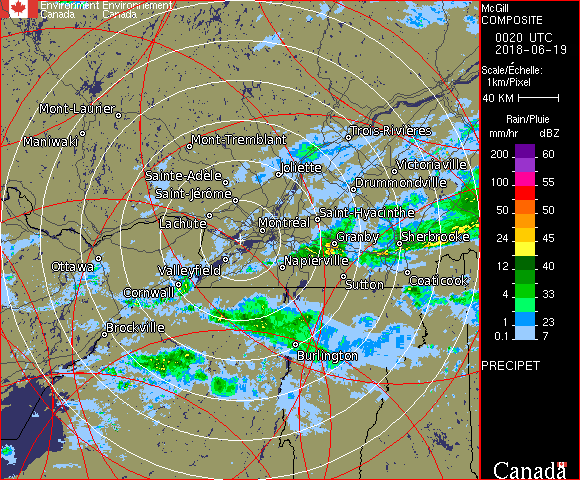 Environment Environnement
Canada Canada
McGill
COMPOSITE
0020 UTC
2018-06-19
Scale/Échelle:
1km/Pixel
40 KM
Rain/Pluie
mm/hr dBZ
200 60
100 55
50 50
24 45
12 40
4 33
1 23
0.1 7
PRECIPET
Canada
Mont-Laurier
Maniwaki
Mont-Tremblant
Trois-Rivières
Joliette
Victoriaville
Sainte-Adèle
Drummondville
Saint-Jérôme
Saint-Hyacinthe
Lachute
Montréal
Granby
Sherbrooke
Ottawa
Valleyfield
Napierville
Cornwall
Sutton
Coaticook
Brockville
Burlington